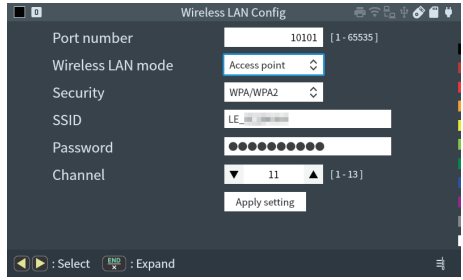 0 Wireless LAN Config
Port number 10101 [1-65535]
Wireless LAN mode Access point
Security WPA/WPA2
SSID LE_
Password ●●●●●●●●●●
Channel ▼ 11 ▲ [1-13]
Apply setting
: Select END × : Expand